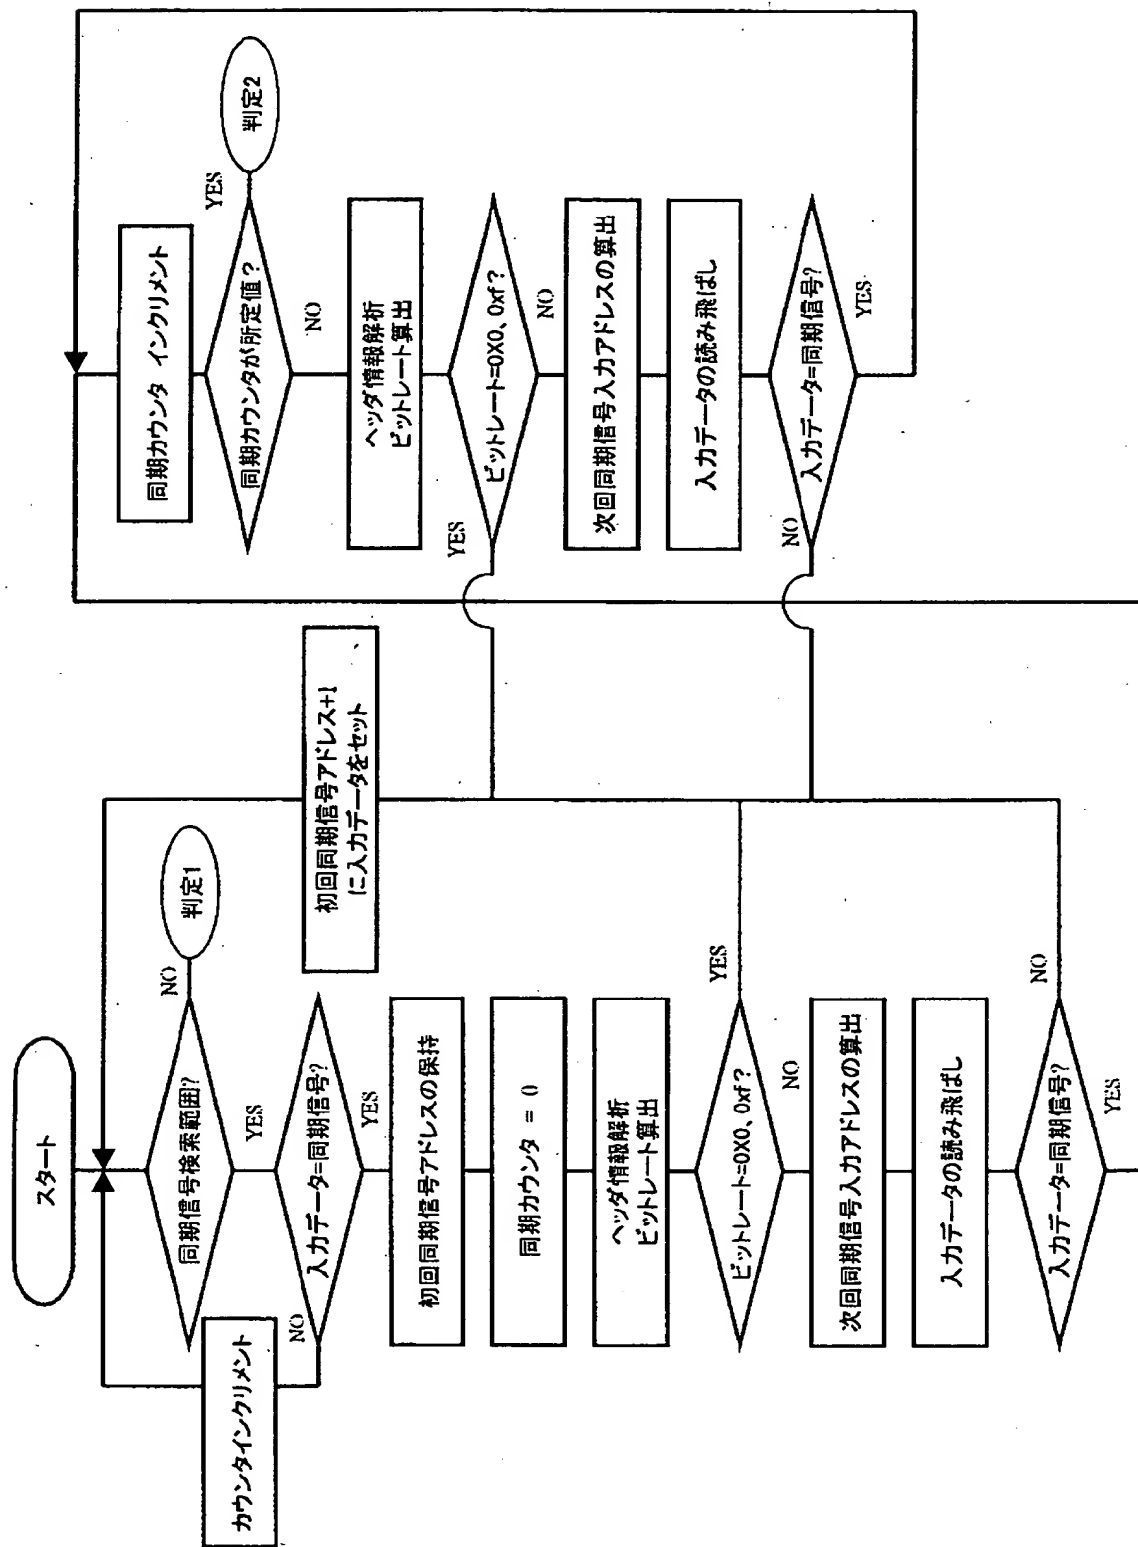 スタート
同期信号検索範囲?
NO
判定1
YES
カウンタインクリメント
入力データ=同期信号?
NO
YES
初回同期信号アドレス+1
に入力データをセット
初回同期信号アドレスの保持
同期カウンタ = 0
ヘッダ情報解析
ビットレート算出
ビットレート=0X0、0xf?
YES
NO
次回同期信号入力アドレスの算出
入力データの読み飛ばし
入力データ=同期信号?
NO
YES
同期カウンタ インクリメント
同期カウンタが所定値?
YES
判定2
NO
ヘッダ情報解析
ビットレート算出
ビットレート=0X0、0xf?
YES
NO
次回同期信号入力アドレスの算出
入力データの読み飛ばし
入力データ=同期信号?
NO
YES